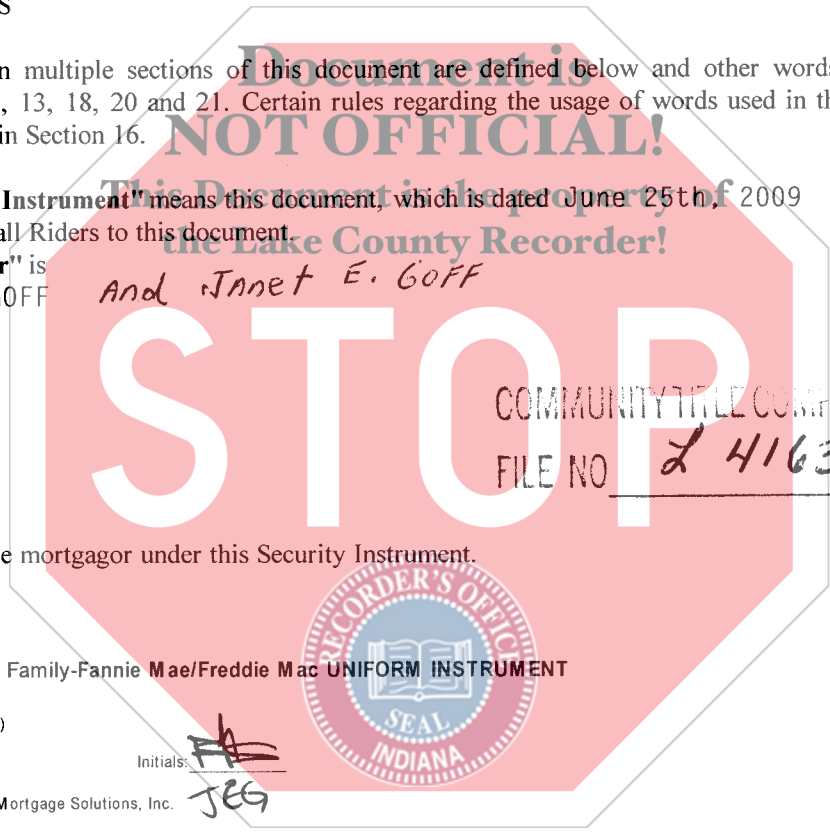 S
Document is
n multiple sections of this document are defined below and other words
, 13, 18, 20 and 21. Certain rules regarding the usage of words used in th
in Section 16.
NOT OFFICIAL!
This Document is the property of
Instrument" means this document, which is dated June 25th, 2009
all Riders to this document.
the Lake County Recorder!
r" is
OFF And Janet E. GOFF
STOP
COMMUNITY TITLE COMP
FILE NO L 4163
e mortgagor under this Security Instrument.
RECORDER'S OFFICE
SEAL
INDIANA
Family-Fannie Mae/Freddie Mac UNIFORM INSTRUMENT
)
Initials:
JEG
Mortgage Solutions, Inc.